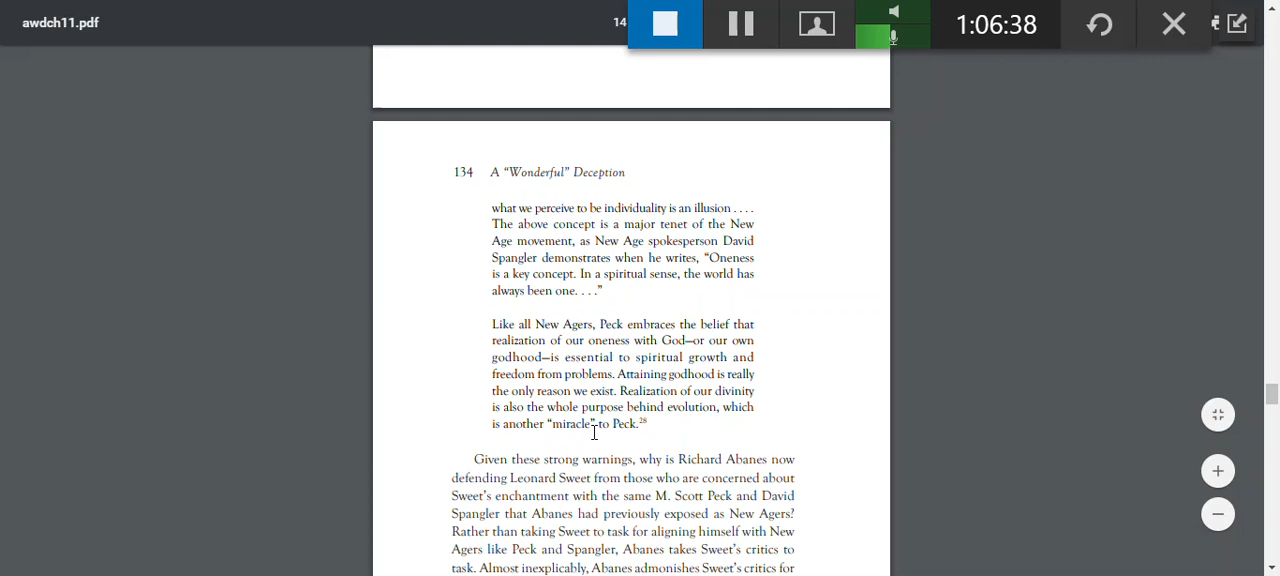 awdch11.pdf
14
1:06:38
134 A “Wonderful” Deception
what we perceive to be individuality is an illusion . . . .
The above concept is a major tenet of the New
Age movement, as New Age spokesperson David
Spangler demonstrates when he writes, “Oneness
is a key concept. In a spiritual sense, the world has
always been one. . . .”
Like all New Agers, Peck embraces the belief that
realization of our oneness with God—or our own
godhood—is essential to spiritual growth and
freedom from problems. Attaining godhood is really
the only reason we exist. Realization of our divinity
is also the whole purpose behind evolution, which
is another “miracle” to Peck.28
Given these strong warnings, why is Richard Abanes now
defending Leonard Sweet from those who are concerned about
Sweet’s enchantment with the same M. Scott Peck and David
Spangler that Abanes had previously exposed as New Agers?
Rather than taking Sweet to task for aligning himself with New
Agers like Peck and Spangler, Abanes takes Sweet’s critics to
task. Almost inexplicably, Abanes admonishes Sweet’s critics for